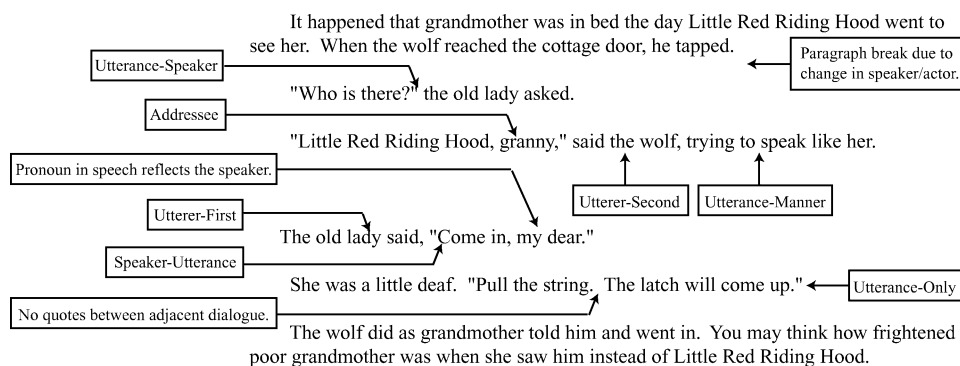 It happened that grandmother was in bed the day Little Red Riding Hood went to
see her. When the wolf reached the cottage door, he tapped.
Utterance-Speaker
Paragraph break due to
change in speaker/actor.
"Who is there?" the old lady asked.
Addressee
"Little Red Riding Hood, granny," said the wolf, trying to speak like her.
Pronoun in speech reflects the speaker.
Utterer-Second
Utterance-Manner
Utterer-First
The old lady said, "Come in, my dear."
Speaker-Utterance
She was a little deaf. "Pull the string. The latch will come up."
Utterance-Only
No quotes between adjacent dialogue.
The wolf did as grandmother told him and went in. You may think how frightened
poor grandmother was when she saw him instead of Little Red Riding Hood.